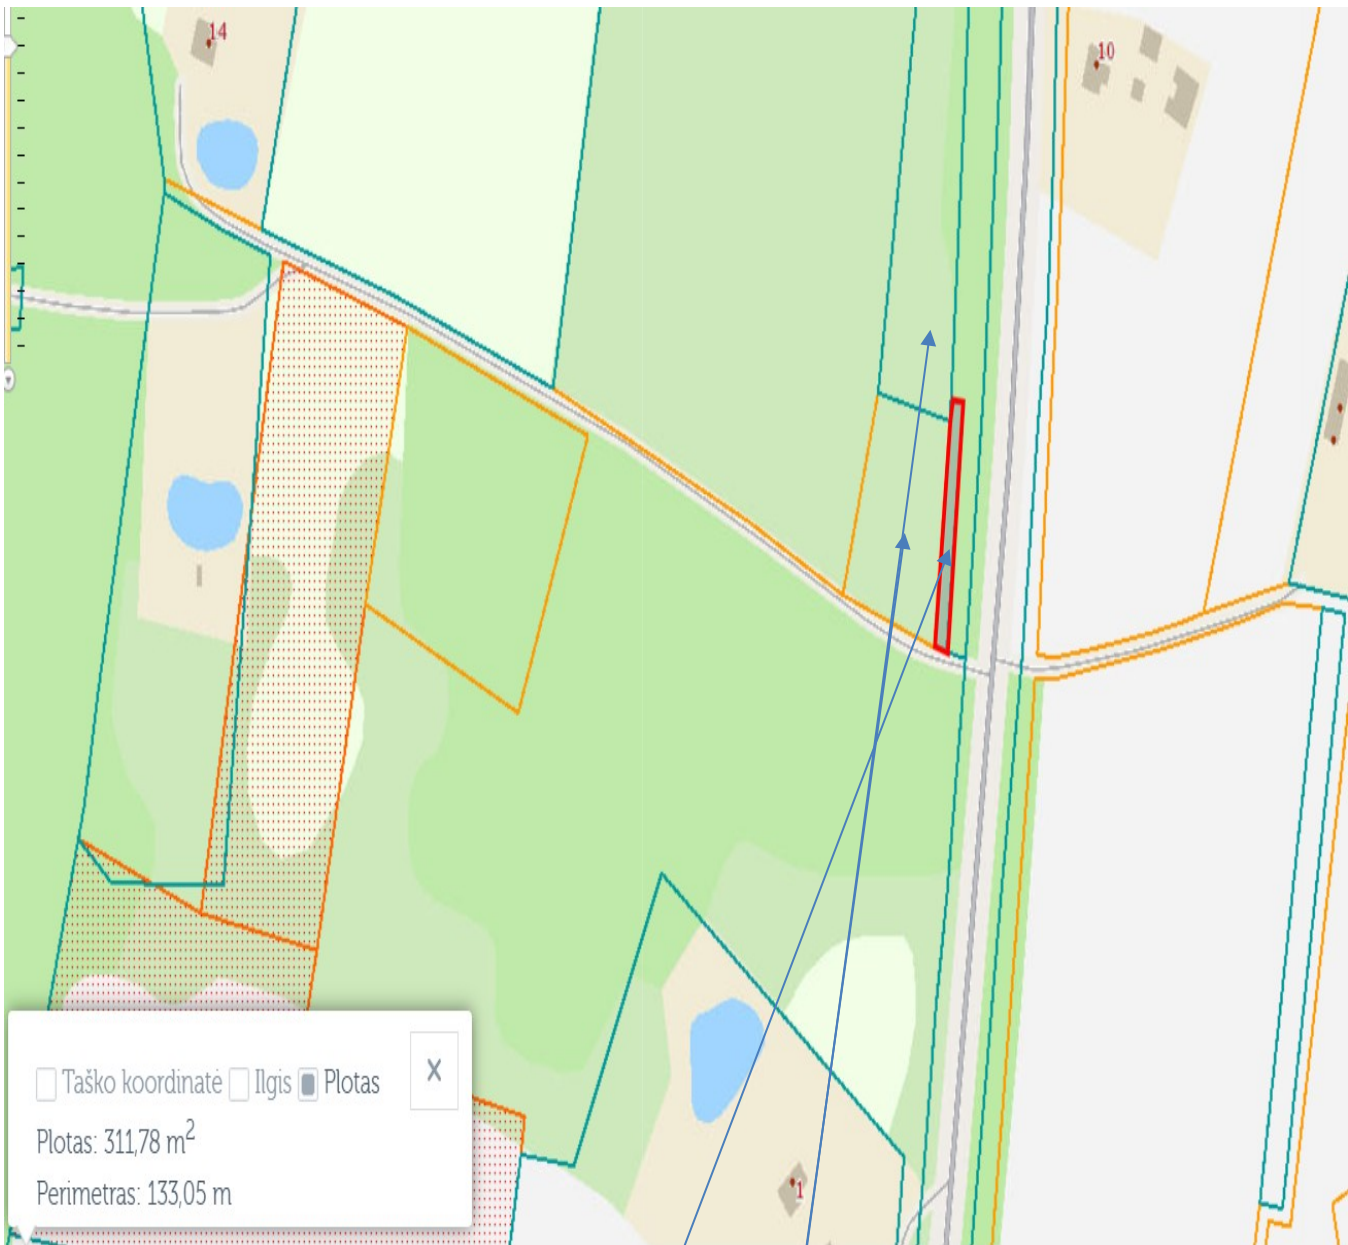 14
10
Taško koordinatė Ilgis Plotas
X
Plotas: 311,78 m²
Perimetras: 133,05 m
1